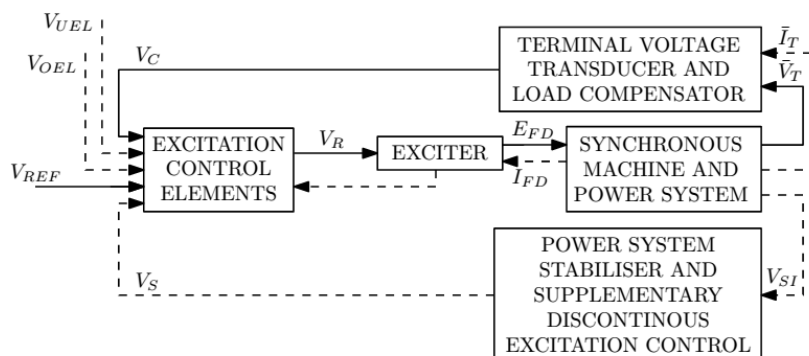 V_UEL
V_OEL
V_C
TERMINAL VOLTAGE
TRANSDUCER AND
LOAD COMPENSATOR
Ī_T
V̄_T
V_REF
EXCITATION
CONTROL
ELEMENTS
V_R
EXCITER
E_FD
I_FD
SYNCHRONOUS
MACHINE AND
POWER SYSTEM
V_S
POWER SYSTEM
STABILISER AND
SUPPLEMENTARY
DISCONTINOUS
EXCITATION CONTROL
V_SI